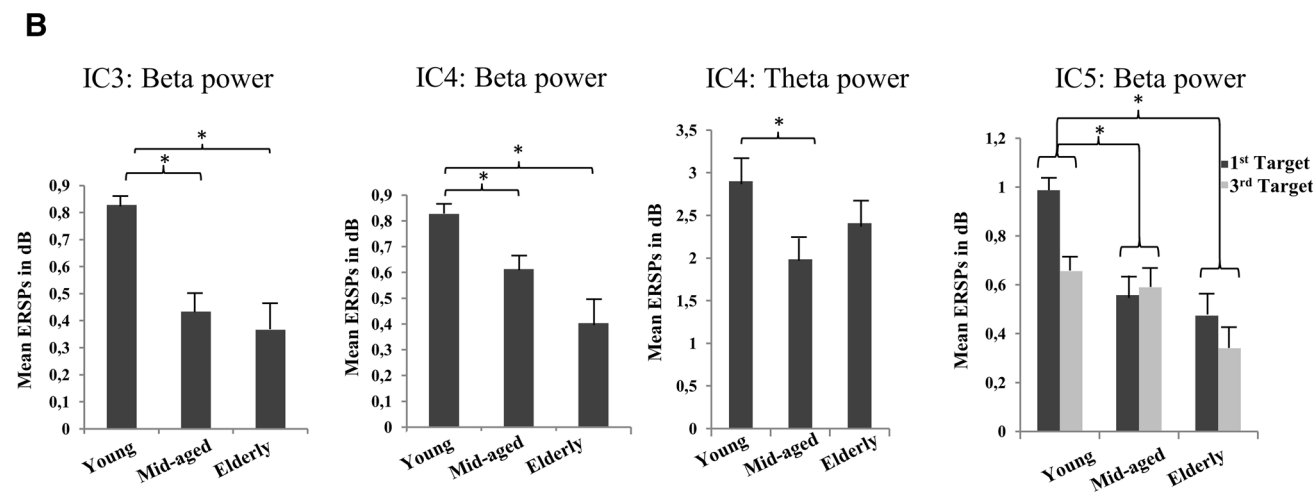 B
IC3: Beta power
*
*
Mean ERSPs in dB
0,9
0,8
0,7
0,6
0,5
0,4
0,3
0,2
0,1
0
Young
Mid-aged
Elderly
IC4: Beta power
*
*
Mean ERSPs in dB
0,9
0,8
0,7
0,6
0,5
0,4
0,3
0,2
0,1
0
Young
Mid-aged
Elderly
IC4: Theta power
*
Mean ERSPs in dB
3,5
3
2,5
2
1,5
1
0,5
0
Young
Mid-aged
Elderly
IC5: Beta power
*
*
1st Target
3rd Target
Mean ERSPs in dB
1,2
1
0,8
0,6
0,4
0,2
0
Young
Mid-aged
Elderly